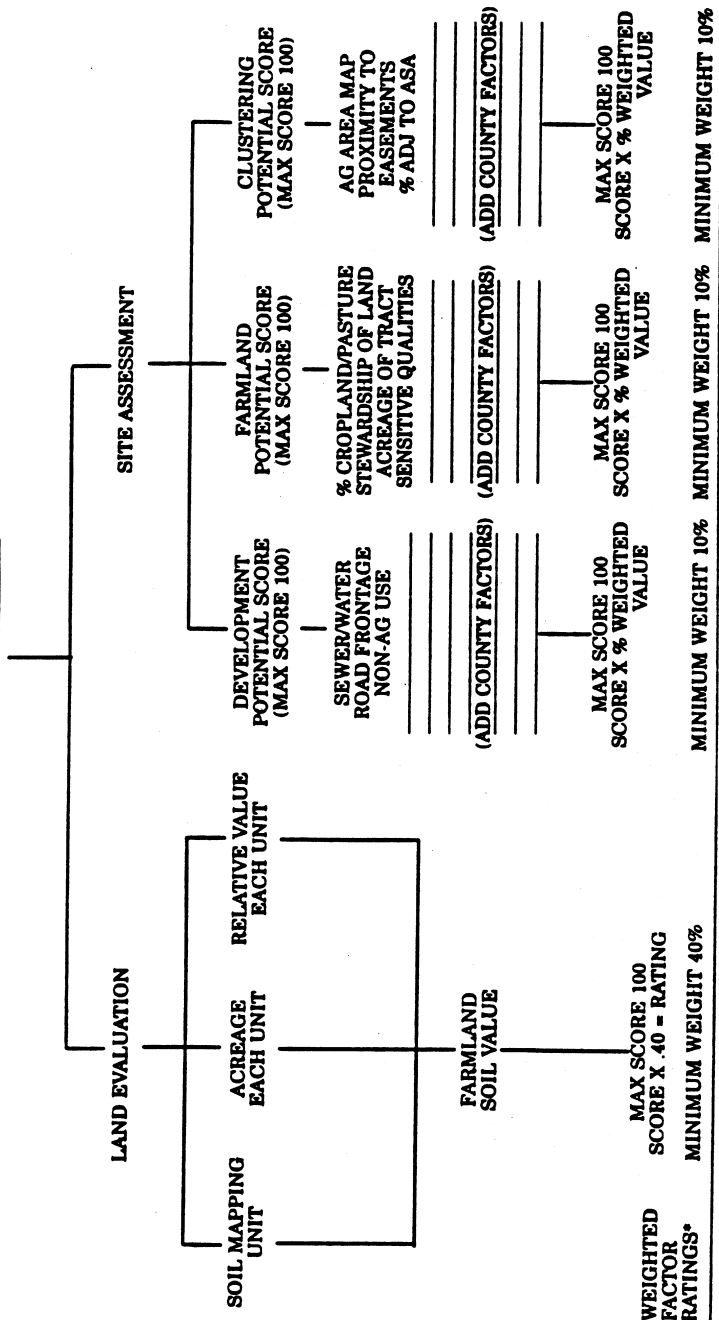 LAND EVALUATION
SITE ASSESSMENT
SOIL MAPPING
UNIT
ACREAGE
EACH UNIT
RELATIVE VALUE
EACH UNIT
DEVELOPMENT
POTENTIAL SCORE
(MAX SCORE 100)
FARMLAND
POTENTIAL SCORE
(MAX SCORE 100)
CLUSTERING
POTENTIAL SCORE
(MAX SCORE 100)
SEWER/WATER
ROAD FRONTAGE
NON-AG USE
% CROPLAND/PASTURE
STEWARDSHIP OF LAND
ACREAGE OF TRACT
SENSITIVE QUALITIES
AG AREA MAP
PROXIMITY TO
EASEMENTS
% ADJ TO ASA
(ADD COUNTY FACTORS)
(ADD COUNTY FACTORS)
(ADD COUNTY FACTORS)
FARMLAND
SOIL VALUE
WEIGHTED
FACTOR
RATINGS*
MAX SCORE 100
SCORE X .40 = RATING
MINIMUM WEIGHT 40%
MAX SCORE 100
SCORE X % WEIGHTED
VALUE
MINIMUM WEIGHT 10%
MAX SCORE 100
SCORE X % WEIGHTED
VALUE
MINIMUM WEIGHT 10%
MAX SCORE 100
SCORE X % WEIGHTED
VALUE
MINIMUM WEIGHT 10%